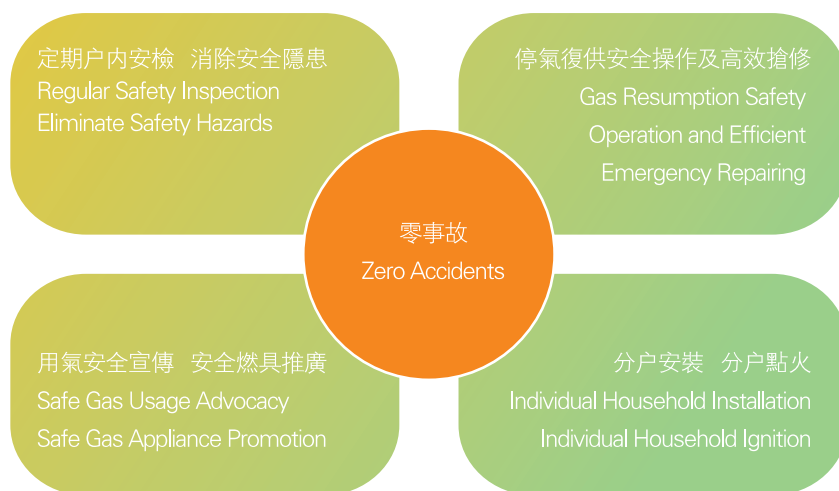 定期户内安檢 消除安全隱患
Regular Safety Inspection
Eliminate Safety Hazards
停氣復供安全操作及高效搶修
Gas Resumption Safety
Operation and Efficient
Emergency Repairing
零事故
Zero Accidents
用氣安全宣傳 安全燃具推廣
Safe Gas Usage Advocacy
Safe Gas Appliance Promotion
分户安裝 分户點火
Individual Household Installation
Individual Household Ignition